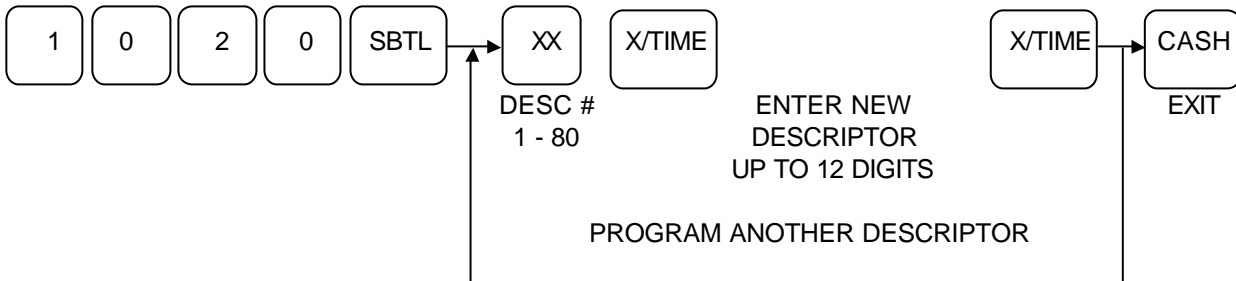 1 0 2 0 SBTL XX X/TIME X/TIME CASH
DESC # ENTER NEW EXIT
1 - 80 DESCRIPTOR
UP TO 12 DIGITS
PROGRAM ANOTHER DESCRIPTOR